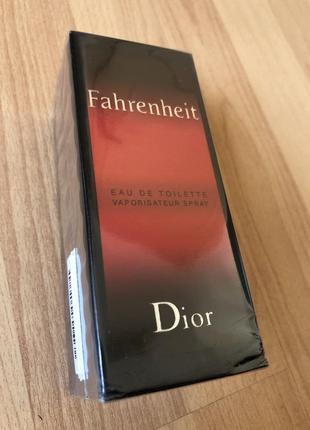 Fahrenheit
EAU DE TOILETTE
VAPORISATEUR SPRAY
Dior